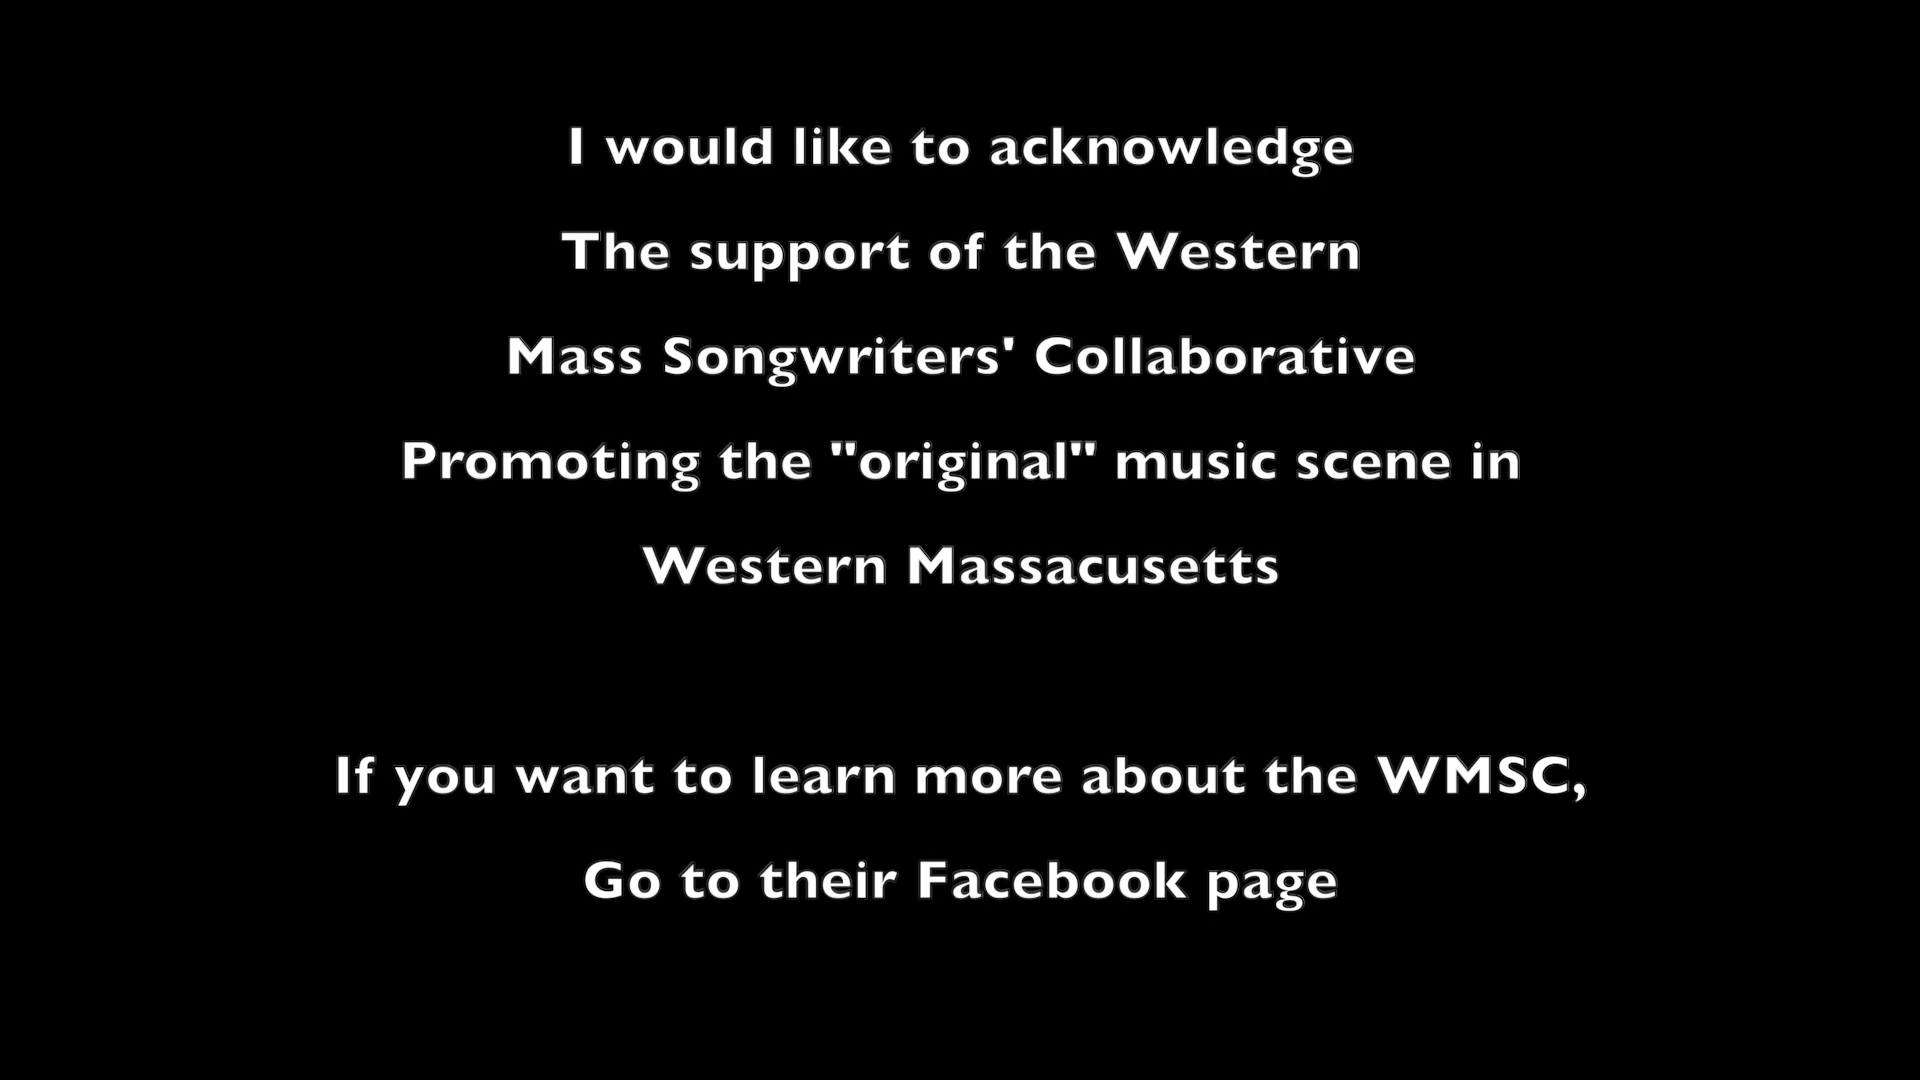 I would like to acknowledge
The support of the Western
Mass Songwriters' Collaborative
Promoting the "original" music scene in
Western Massacusetts
If you want to learn more about the WMSC,
Go to their Facebook page